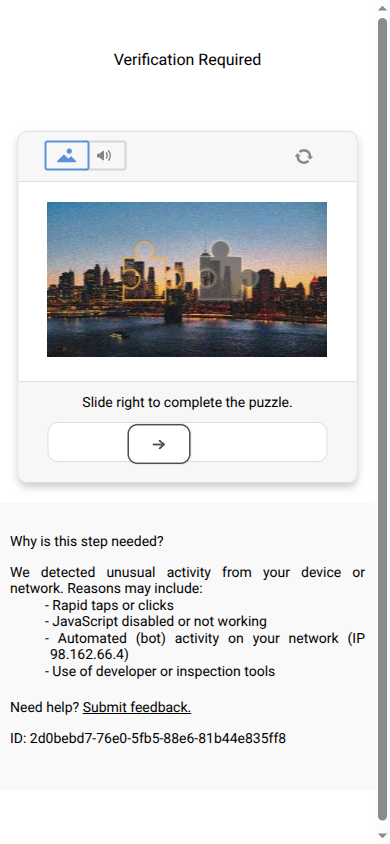 Verification Required
Slide right to complete the puzzle.
Why is this step needed?
We detected unusual activity from your device or
network. Reasons may include:
- Rapid taps or clicks
- JavaScript disabled or not working
- Automated (bot) activity on your network (IP
98.162.66.4)
- Use of developer or inspection tools
Need help? Submit feedback.
ID: 2d0bebd7-76e0-5fb5-88e6-81b44e835ff8